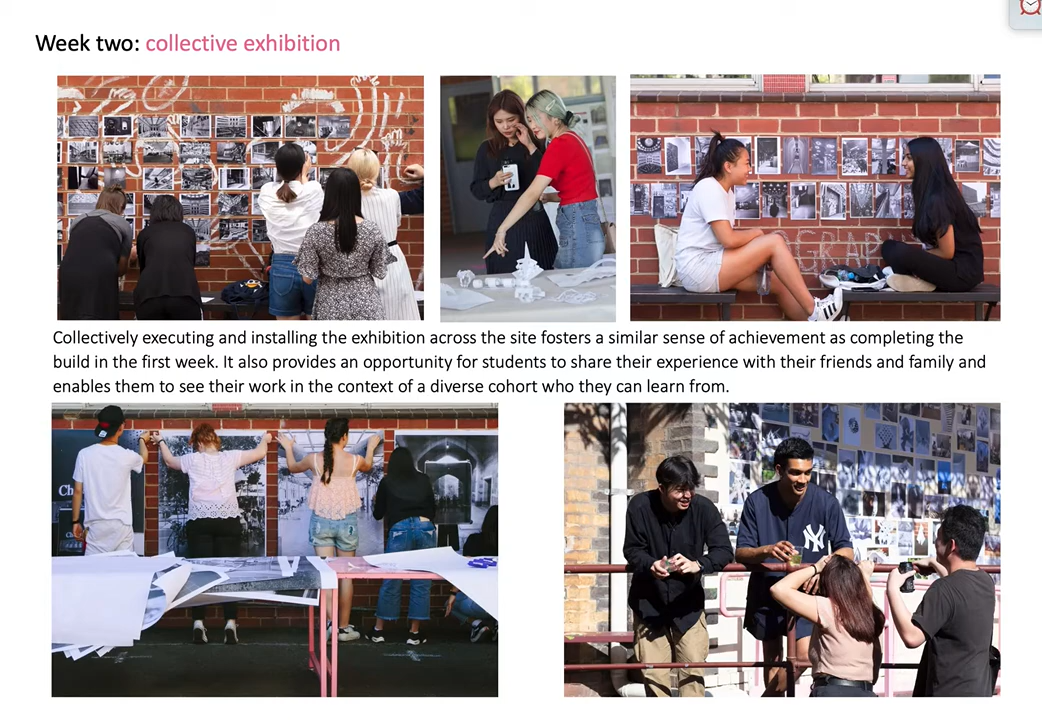 Week two: collective exhibition
GRAP
Collectively executing and installing the exhibition across the site fosters a similar sense of achievement as completing the
build in the first week. It also provides an opportunity for students to share their experience with their friends and family and
enables them to see their work in the context of a diverse cohort who they can learn from.
Ch
NY